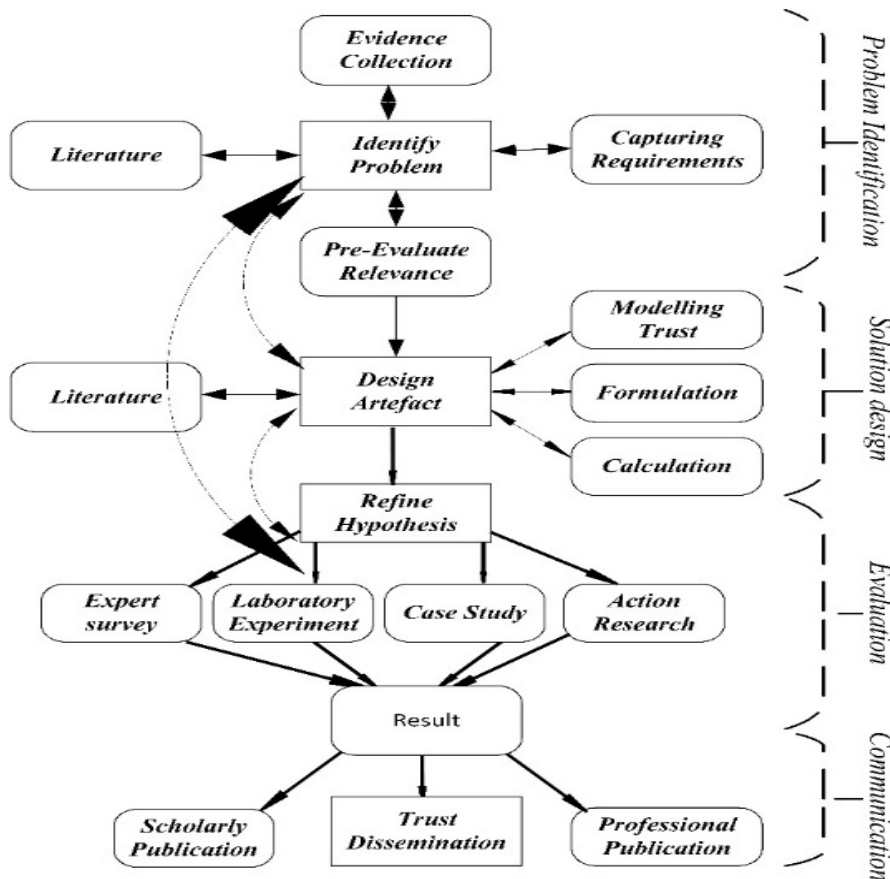 Evidence
Collection
Literature
Identify
Problem
Capturing
Requirements
Pre-Evaluate
Relevance
Problem Identification
Modelling
Trust
Literature
Design
Artefact
Formulation
Calculation
Solution design
Refine
Hypothesis
Expert
survey
Laboratory
Experiment
Case Study
Action
Research
Evaluation
Result
Scholarly
Publication
Trust
Dissemination
Professional
Publication
Communication